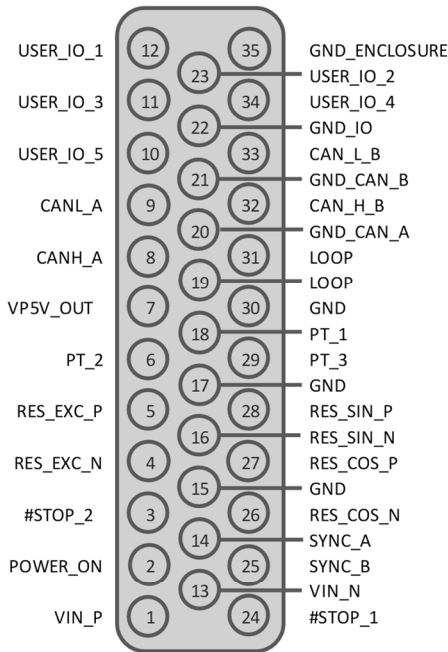 USER_IO_1 12 35 GND_ENCLOSURE
23 USER_IO_2
USER_IO_3 11 34 USER_IO_4
22 GND_IO
USER_IO_5 10 33 CAN_L_B
21 GND_CAN_B
CANL_A 9 32 CAN_H_B
20 GND_CAN_A
CANH_A 8 31 LOOP
19 LOOP
VP5V_OUT 7 30 GND
18 PT_1
PT_2 6 29 PT_3
17 GND
RES_EXC_P 5 28 RES_SIN_P
16 RES_SIN_N
RES_EXC_N 4 27 RES_COS_P
15 GND
#STOP_2 3 26 RES_COS_N
14 SYNC_A
POWER_ON 2 25 SYNC_B
13 VIN_N
VIN_P 1 24 #STOP_1